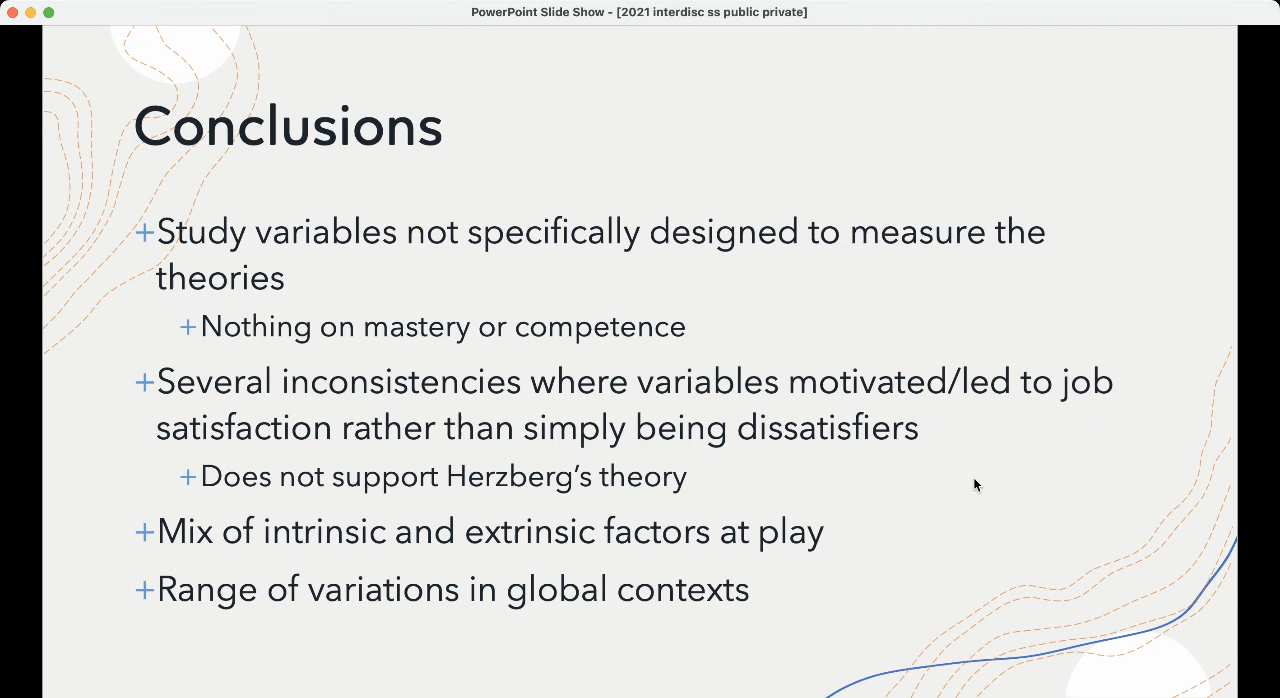 PowerPoint Slide Show - [2021 interdisc ss public private]
Conclusions
+Study variables not specifically designed to measure the
theories
+Nothing on mastery or competence
+Several inconsistencies where variables motivated/led to job
satisfaction rather than simply being dissatisfiers
+Does not support Herzberg’s theory
+Mix of intrinsic and extrinsic factors at play
+Range of variations in global contexts